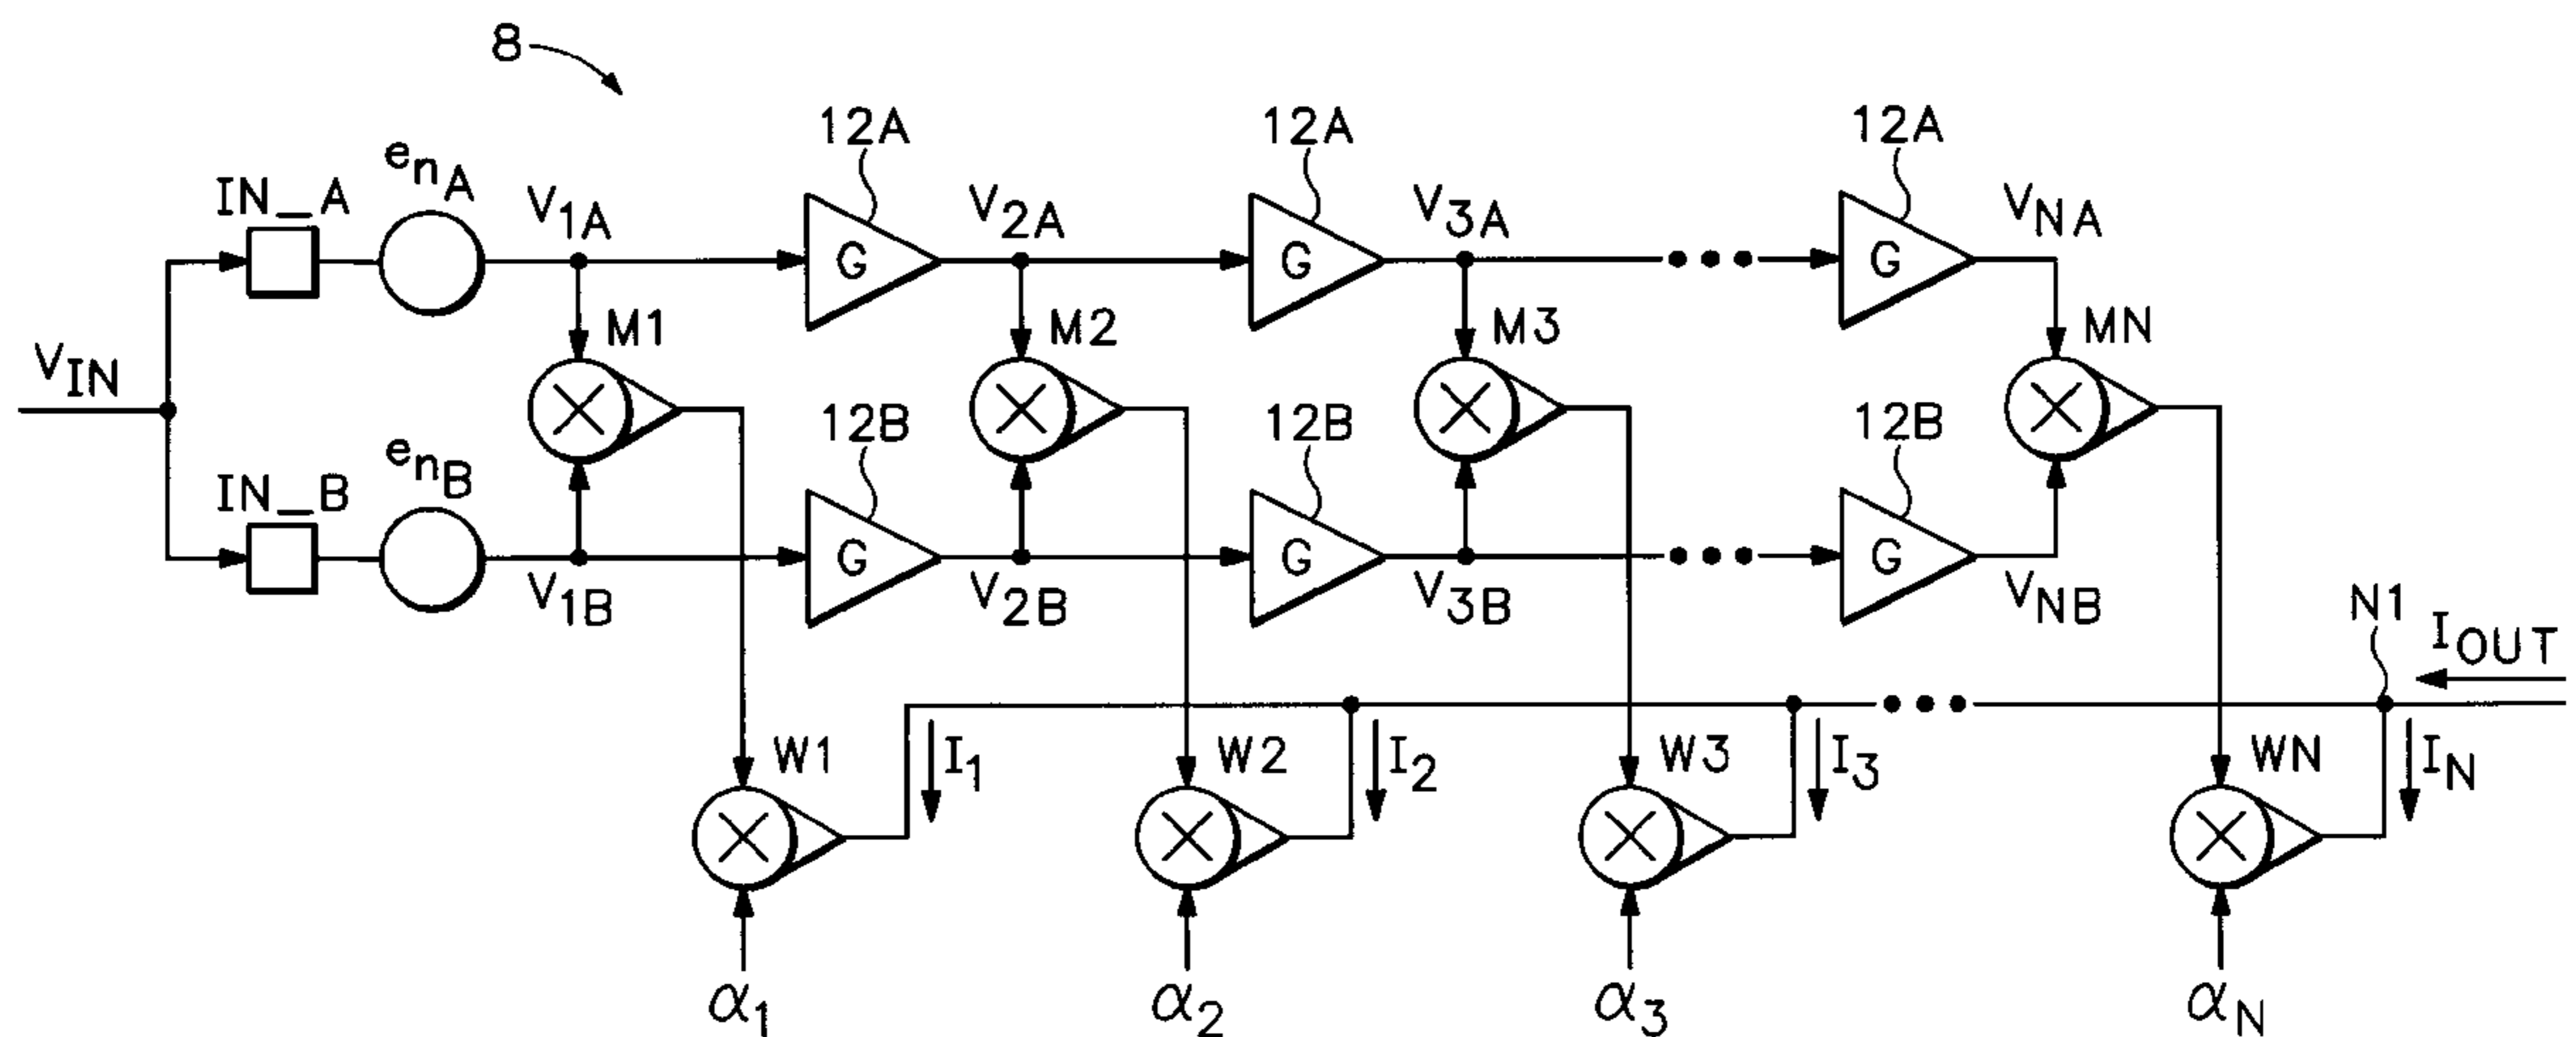 8
12A 12A 12A
IN_A enA V1A V2A V3A VNA
G G G
M1 M2 M3 MN
VIN
12B 12B 12B
IN_B enB
G G G
V1B V2B V3B VNB
N1
IOUT
W1 I1 W2 I2 W3 I3 WN IN
α1 α2 α3 αN